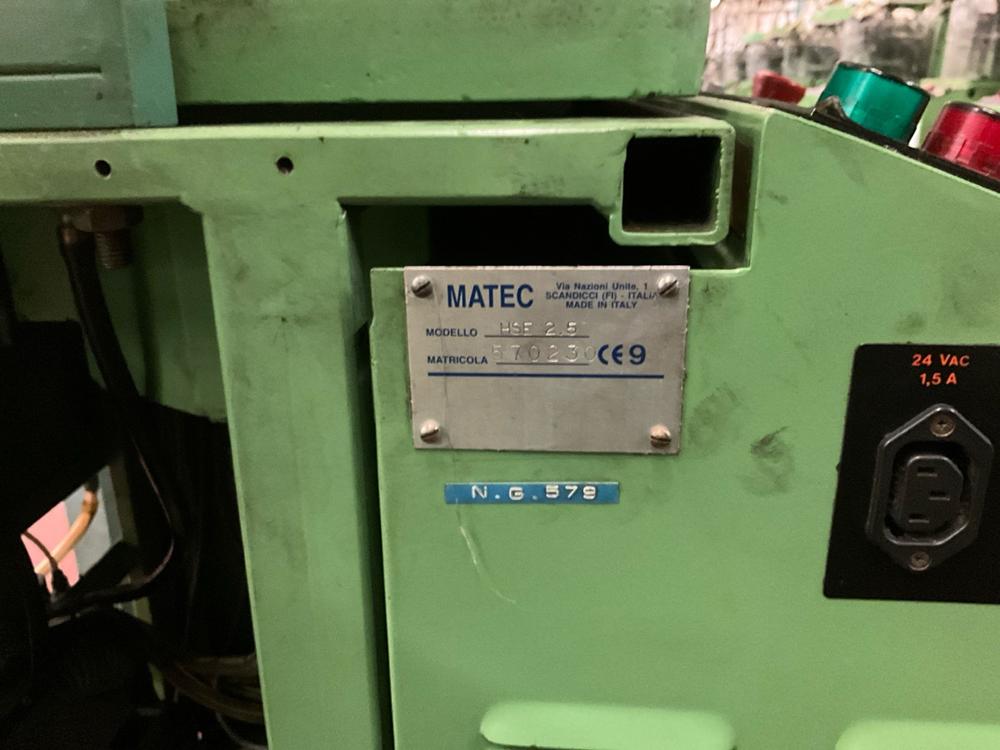 MATEC
Via Nazioni Unite, 1
SCANDICCI (FI) - ITALIA
MADE IN ITALY
MODELLO HSE 2.5
MATRICOLA 570230 CE 9
N.G.579
24 VAC
1,5 A